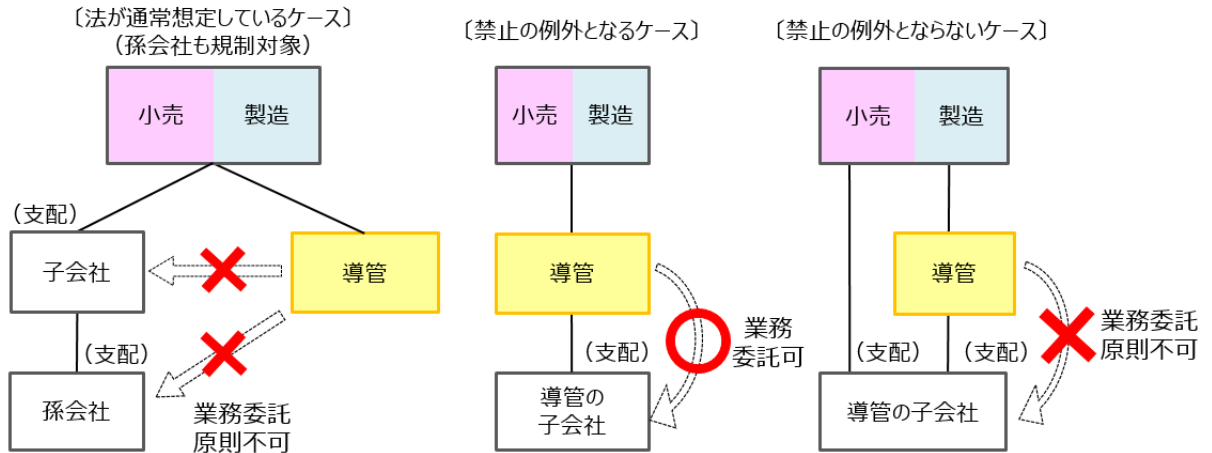 〔法が通常想定しているケース〕
（孫会社も規制対象）
小売
製造
（支配）
子会社
導管
（支配）
孫会社
業務委託
原則不可
〔禁止の例外となるケース〕
小売
製造
導管
（支配）
業務
委託可
導管の
子会社
〔禁止の例外とならないケース〕
小売
製造
導管
（支配）
（支配）
業務委託
原則不可
導管の子会社